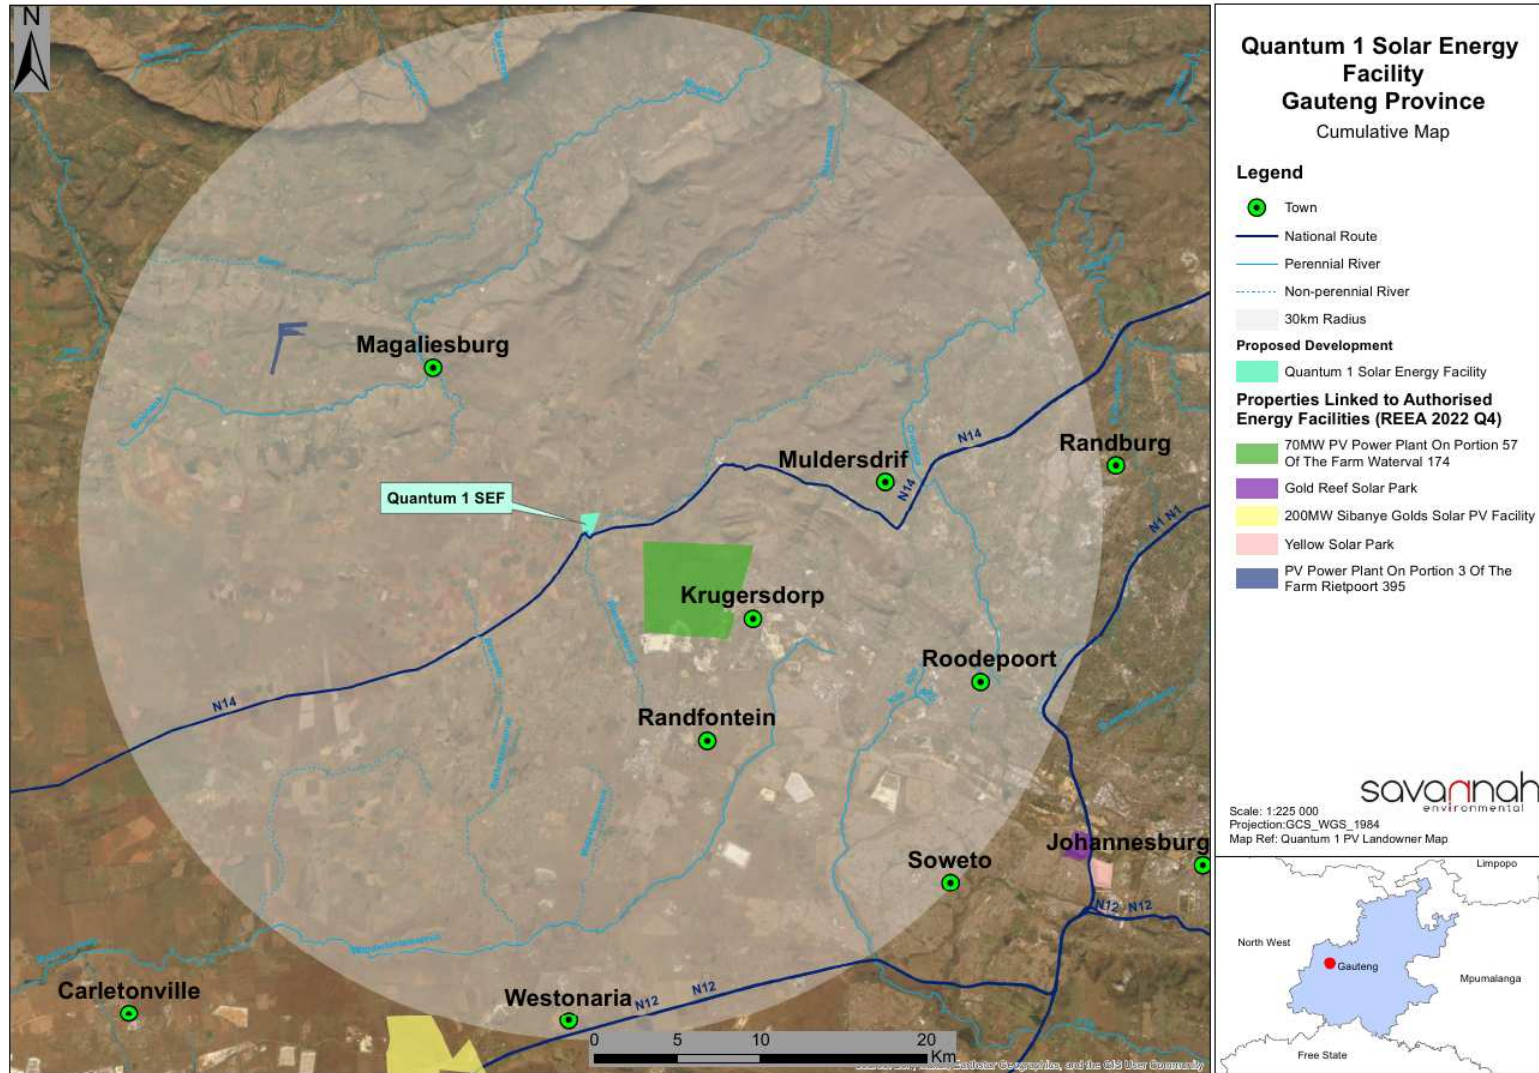 N
Magaliesburg
Muldersdrif
Randburg
N14
N14
Quantum 1 SEF
N1 N1
Krugersdorp
Roodepoort
N14
Randfontein
Johannesburg
Soweto
N12 N12
Carletonville
Westonaria
N12
N12
0 5 10 20
Km
Quantum 1 Solar Energy
Facility
Gauteng Province
Cumulative Map
Legend
Town
National Route
Perennial River
Non-perennial River
30km Radius
Proposed Development
Quantum 1 Solar Energy Facility
Properties Linked to Authorised
Energy Facilities (REEA 2022 Q4)
70MW PV Power Plant On Portion 57
Of The Farm Waterval 174
Gold Reef Solar Park
200MW Sibanye Golds Solar PV Facility
Yellow Solar Park
PV Power Plant On Portion 3 Of The
Farm Rietpoort 395
savannah
environmental
Scale: 1:225 000
Projection:GCS_WGS_1984
Map Ref: Quantum 1 PV Landowner Map
Limpopo
North West
Gauteng
Mpumalanga
Free State